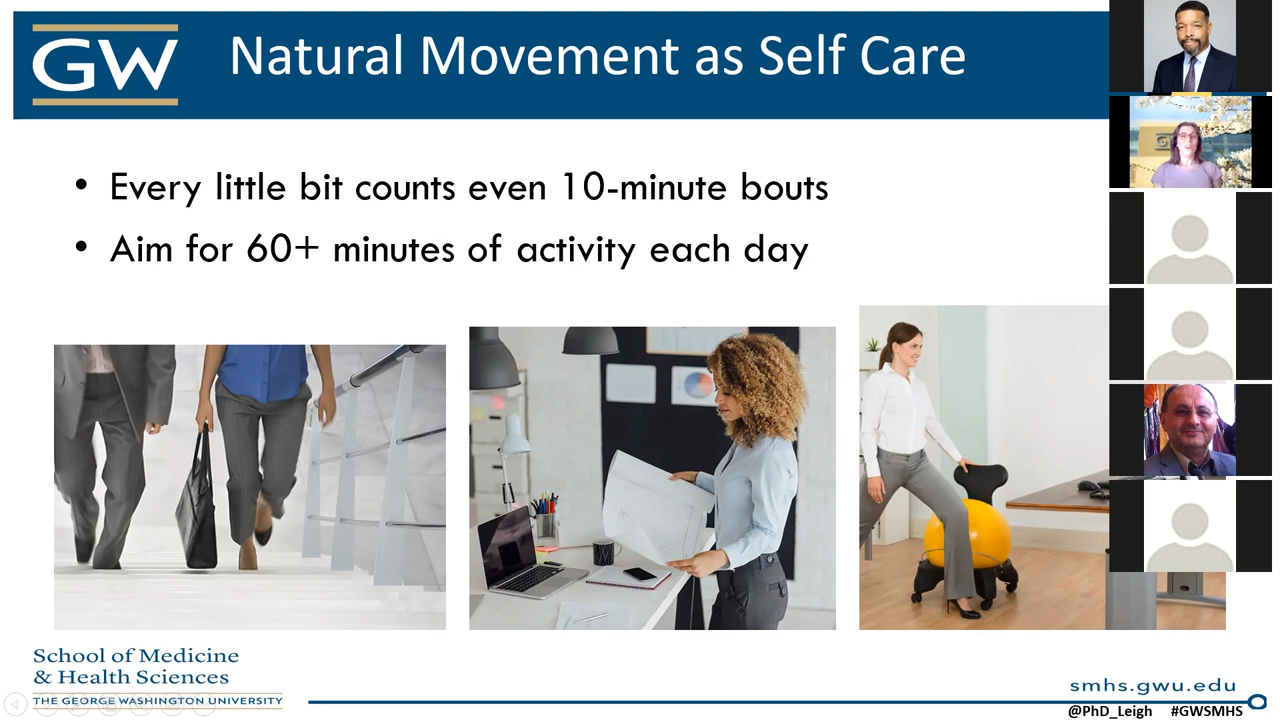 GW
Natural Movement as Self Care
• Every little bit counts even 10-minute bouts
• Aim for 60+ minutes of activity each day
School of Medicine
& Health Sciences
THE GEORGE WASHINGTON UNIVERSITY
smhs.gwu.edu
@PhD_Leigh #GWSMHS